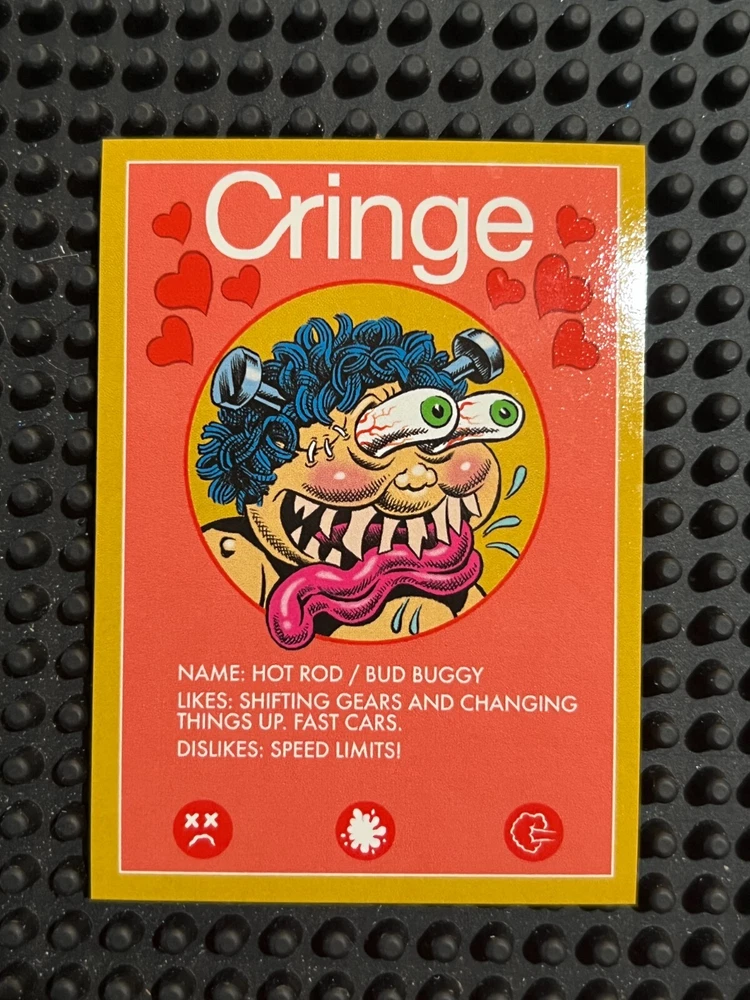 Cringe
NAME: HOT ROD / BUD BUGGY
LIKES: SHIFTING GEARS AND CHANGING
THINGS UP. FAST CARS.
DISLIKES: SPEED LIMITS!